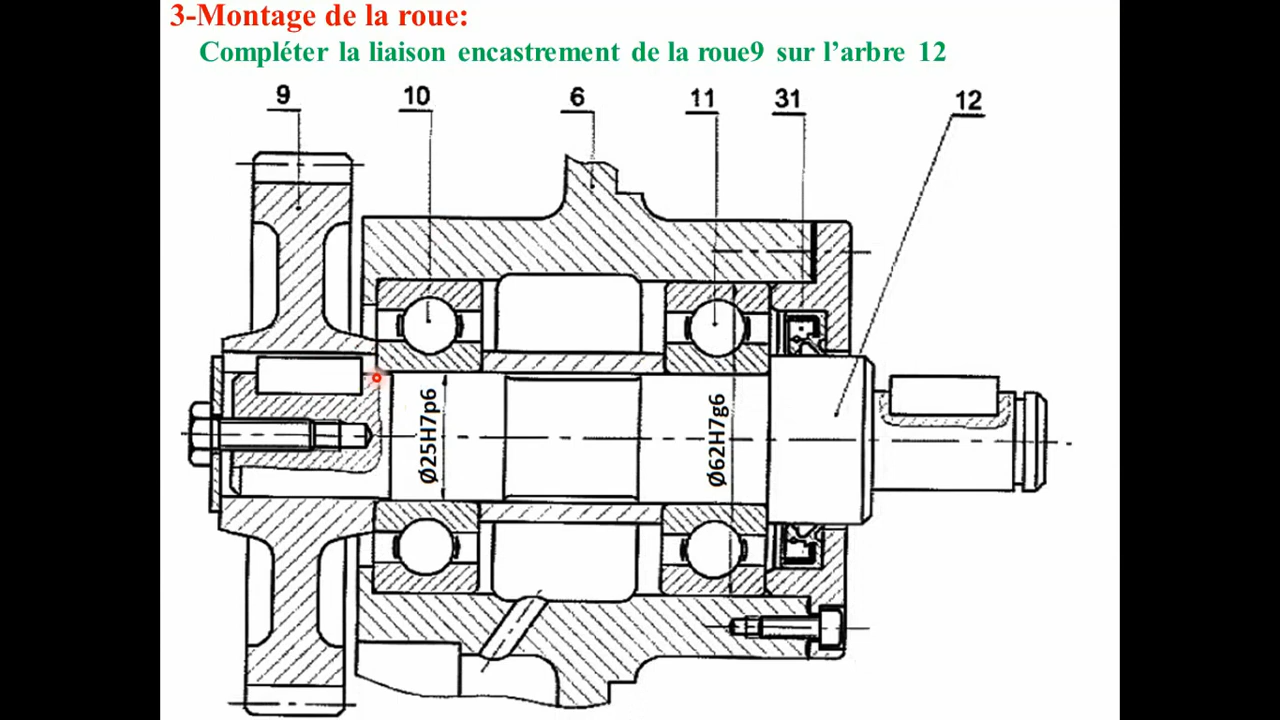 3-Montage de la roue:
Compléter la liaison encastrement de la roue9 sur l’arbre 12
9 10 6 11 31 12
Ø25H7p6
Ø62H7g6